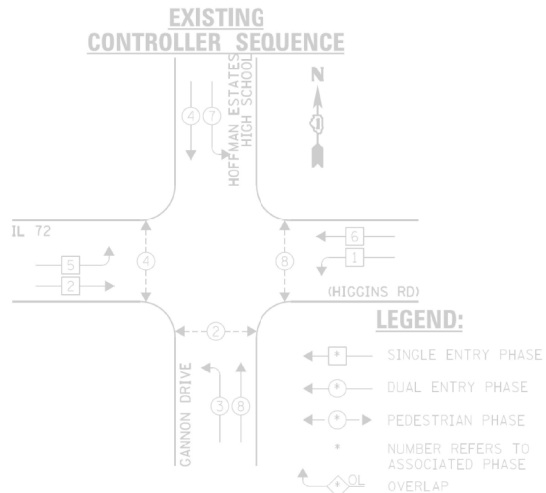 EXISTING
CONTROLLER SEQUENCE
HOFFMAN ESTATES
HIGH SCHOOL
N
4
7
IL 72
6
1
5
2
4
8
(HIGGINS RD)
2
GANNON DRIVE
3
8
LEGEND:
* SINGLE ENTRY PHASE
* DUAL ENTRY PHASE
* PEDESTRIAN PHASE
* NUMBER REFERS TO
ASSOCIATED PHASE
* OL OVERLAP